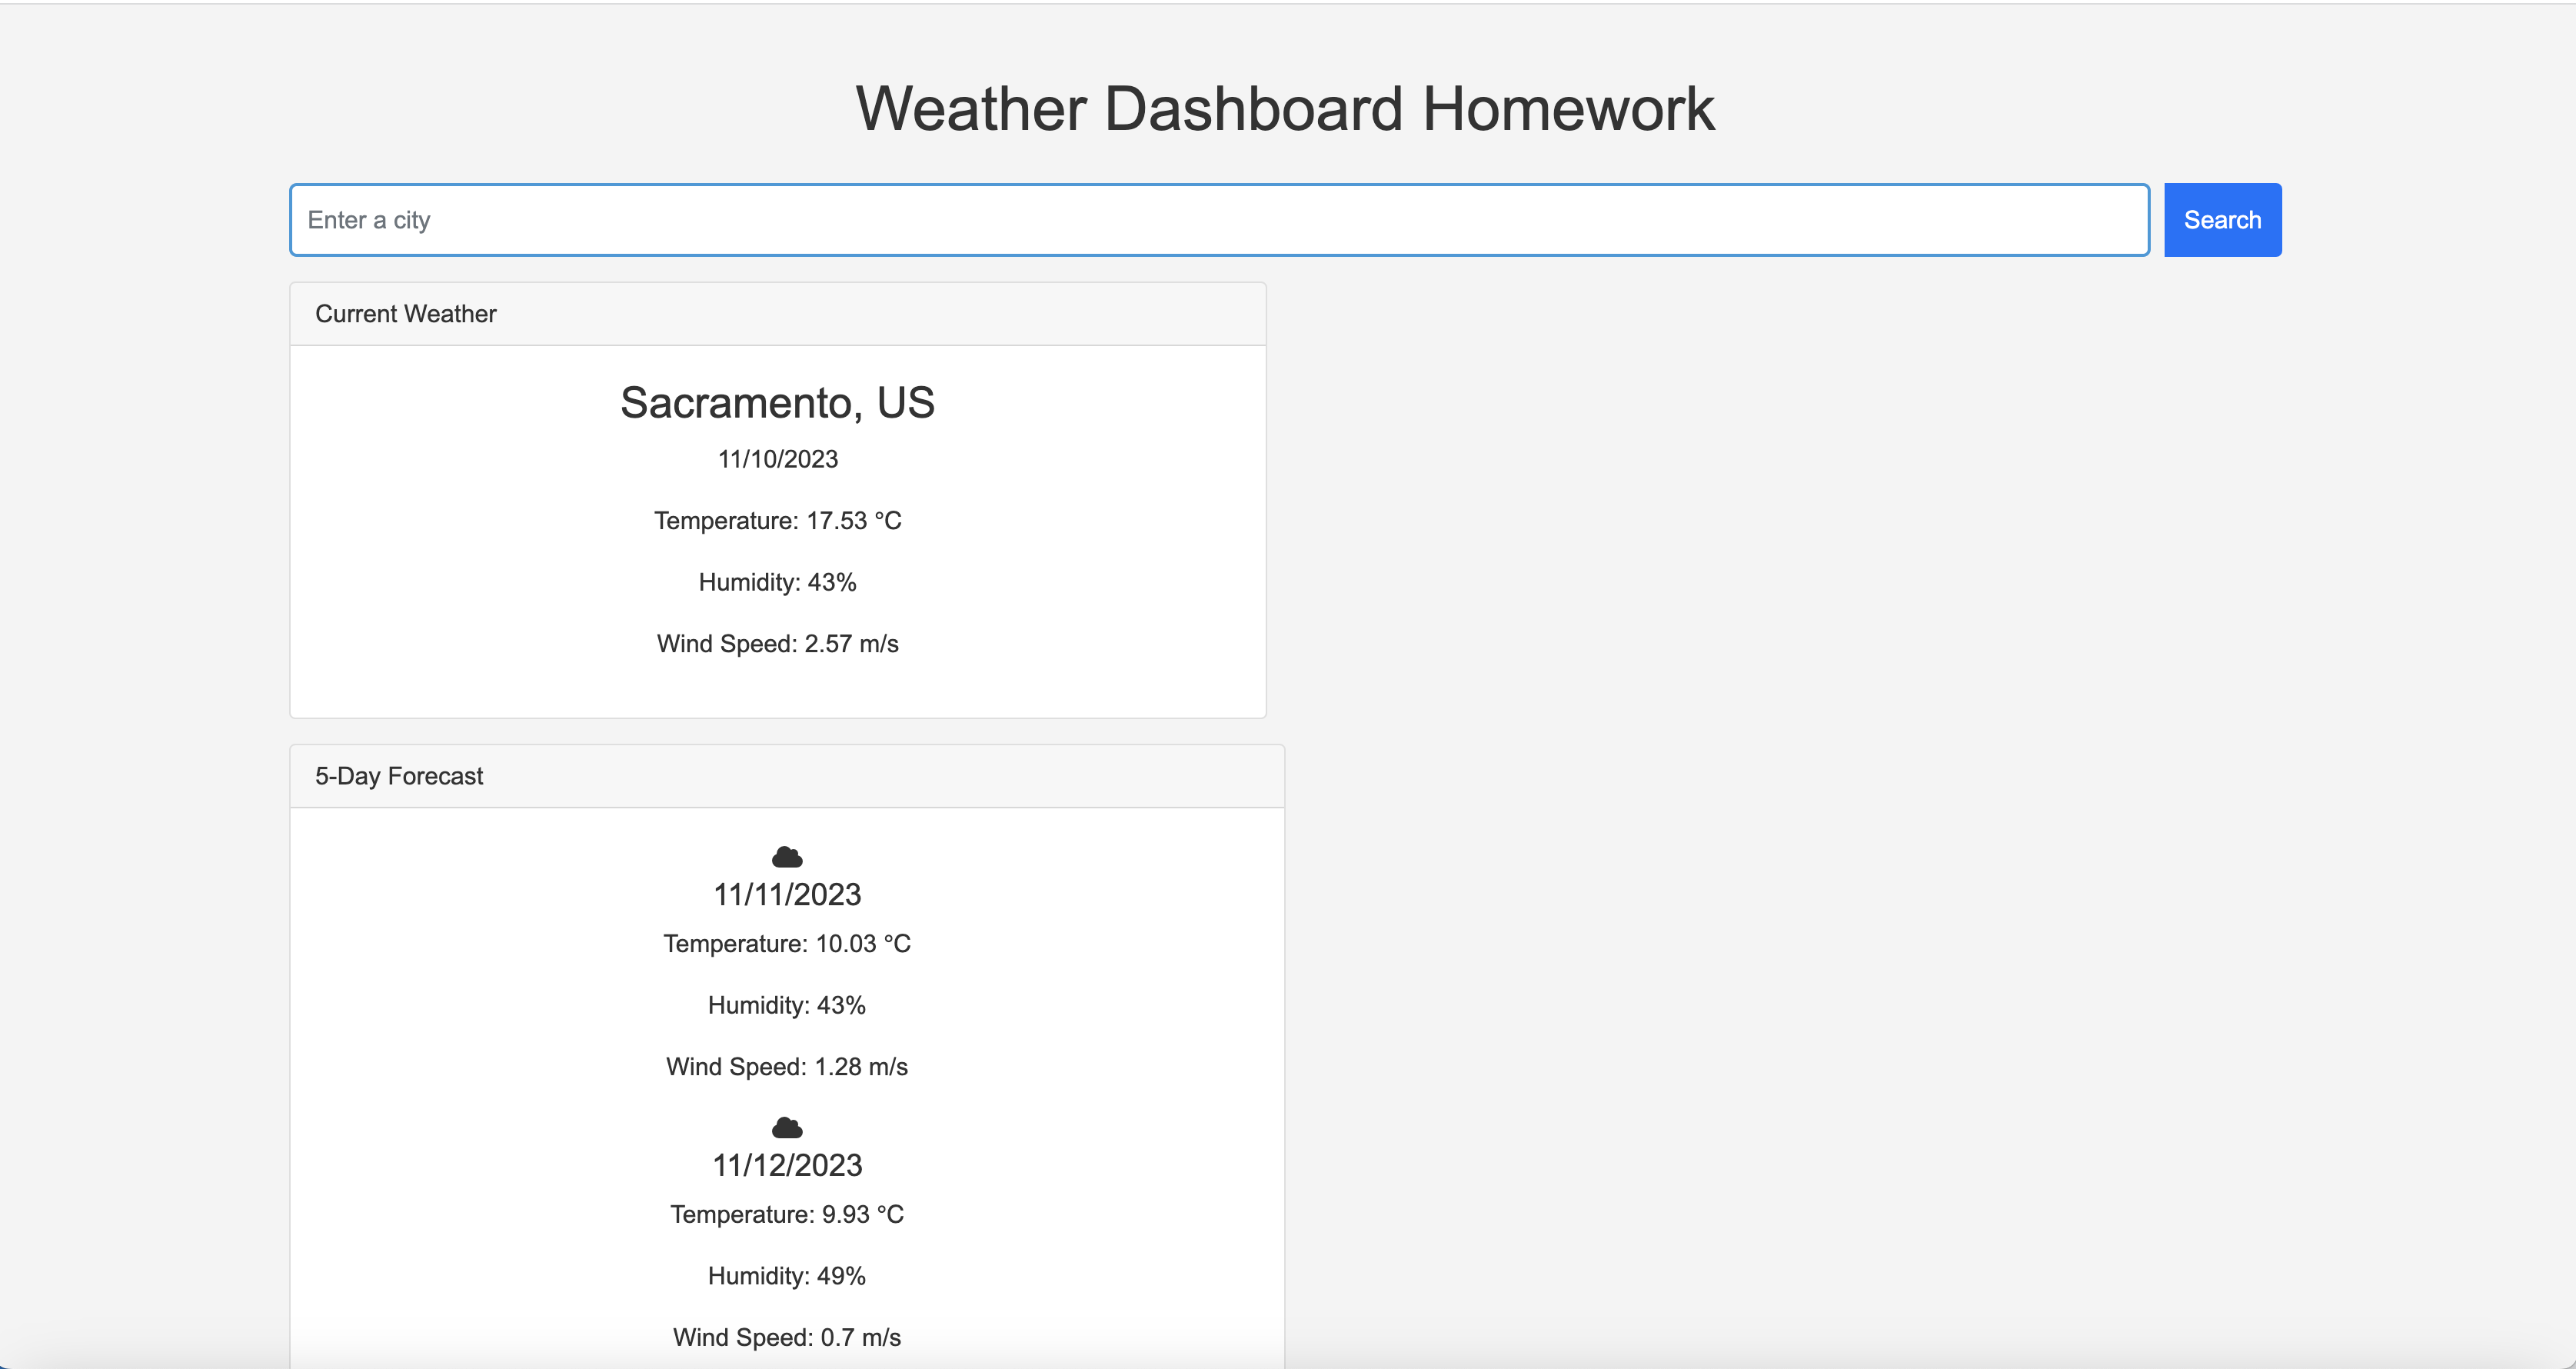 Weather Dashboard Homework
Enter a city
Search
Current Weather
Sacramento, US
11/10/2023
Temperature: 17.53 °C
Humidity: 43%
Wind Speed: 2.57 m/s
5-Day Forecast
11/11/2023
Temperature: 10.03 °C
Humidity: 43%
Wind Speed: 1.28 m/s
11/12/2023
Temperature: 9.93 °C
Humidity: 49%
Wind Speed: 0.7 m/s